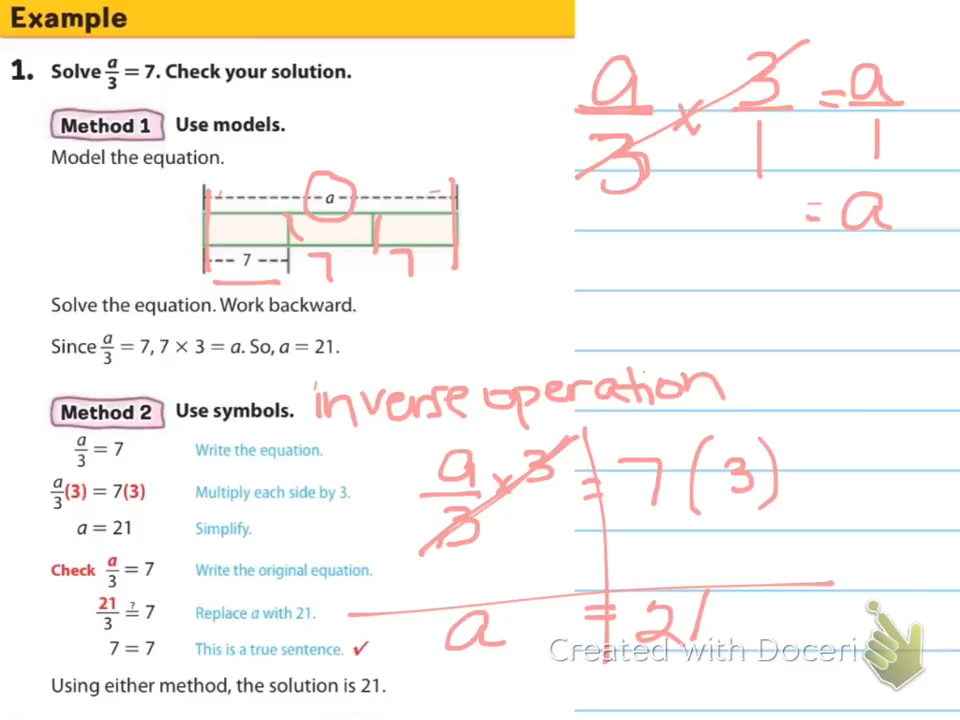 Example
1. Solve a/3 = 7. Check your solution.
Method 1 Use models.
Model the equation.
a
7 7 7
Solve the equation. Work backward.
Since a/3 = 7, 7 × 3 = a. So, a = 21.
Method 2 Use symbols.
a/3 = 7 Write the equation.
a/3(3) = 7(3) Multiply each side by 3.
a = 21 Simplify.
Check a/3 = 7 Write the original equation.
21/3 ≟ 7 Replace a with 21.
7 = 7 This is a true sentence. ✓
Using either method, the solution is 21.
a/3 × 3/1 = a/1
= a
inverse operation
a/3 × 3 = 7 (3)
a = 21
Created with Doceri